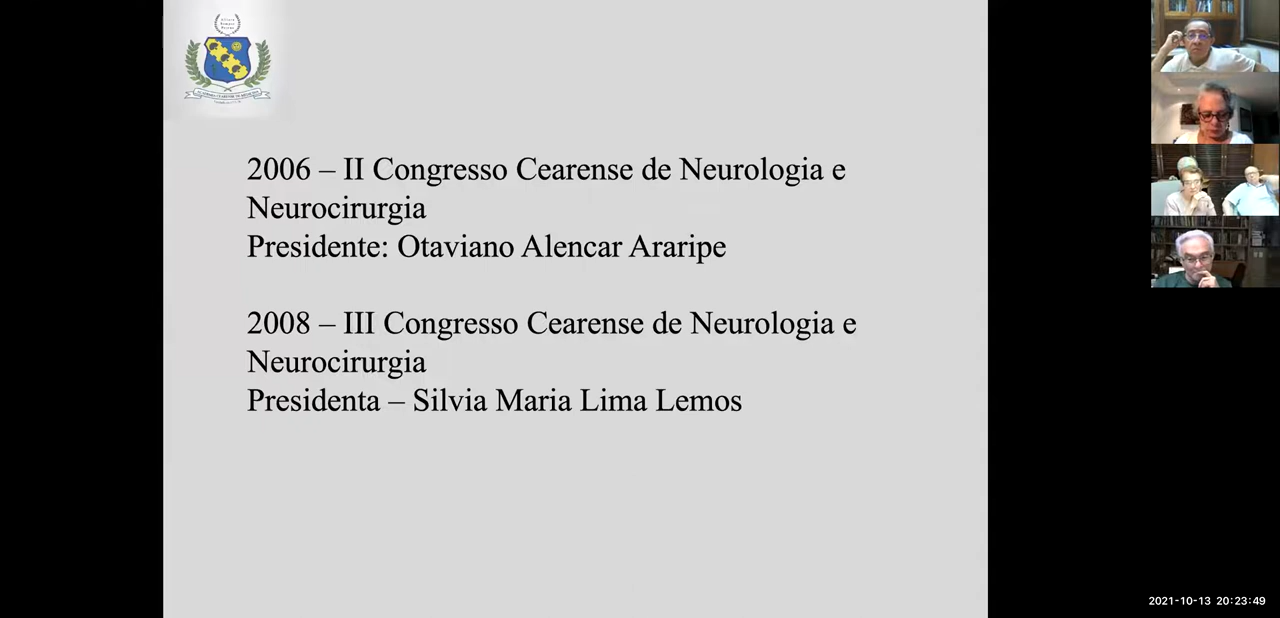 2006 – II Congresso Cearense de Neurologia e
Neurocirurgia
Presidente: Otaviano Alencar Araripe
2008 – III Congresso Cearense de Neurologia e
Neurocirurgia
Presidenta – Silvia Maria Lima Lemos
2021-10-13 20:23:49